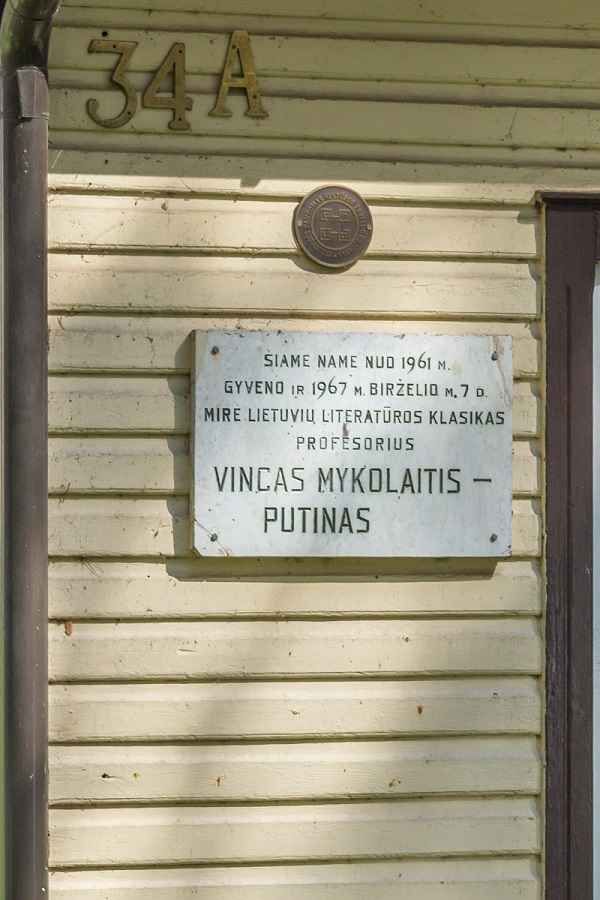 34A
ŠIAME NAME NUO 1961 M.
GYVENO IR 1967 M. BIRŽELIO M. 7 D.
MIRĖ LIETUVIŲ LITERATŪROS KLASIKAS
PROFESORIUS
VINCAS MYKOLAITIS –
PUTINAS